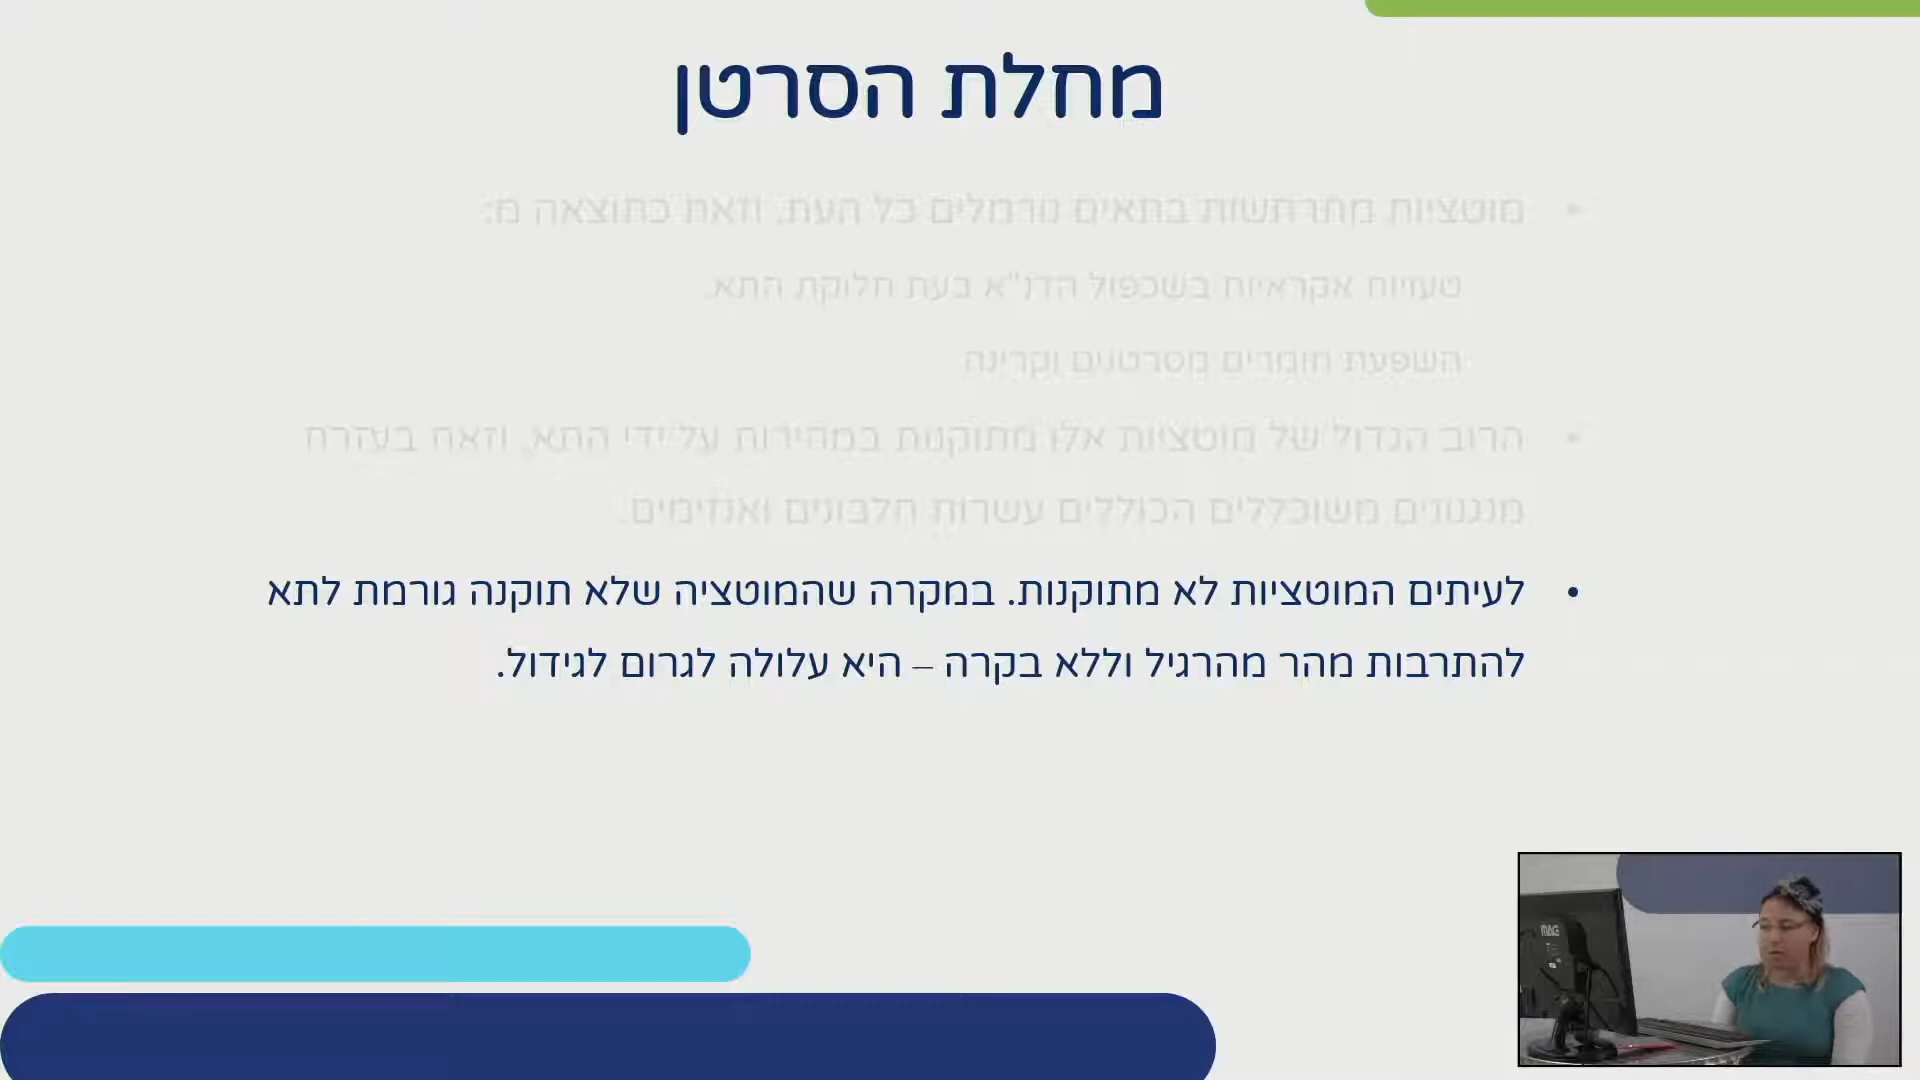 מחלת הסרטן
• מוטציות מתרחשות בתאים נורמלים כל העת, וזאת כתוצאה מ:
טעויות אקראיות בשכפול הדנ"א בעת חלוקת התא.
השפעת חומרים מסרטנים וקרינה
• הרוב הגדול של מוטציות אלו מתוקנות במהירות על ידי התא, וזאת בעזרת
מנגנונים משוכללים הכוללים עשרות חלבונים ואנזימים.
• לעיתים המוטציות לא מתוקנות. במקרה שהמוטציה שלא תוקנה גורמת לתא
להתרבות מהר מהרגיל וללא בקרה – היא עלולה לגרום לגידול.
MAG